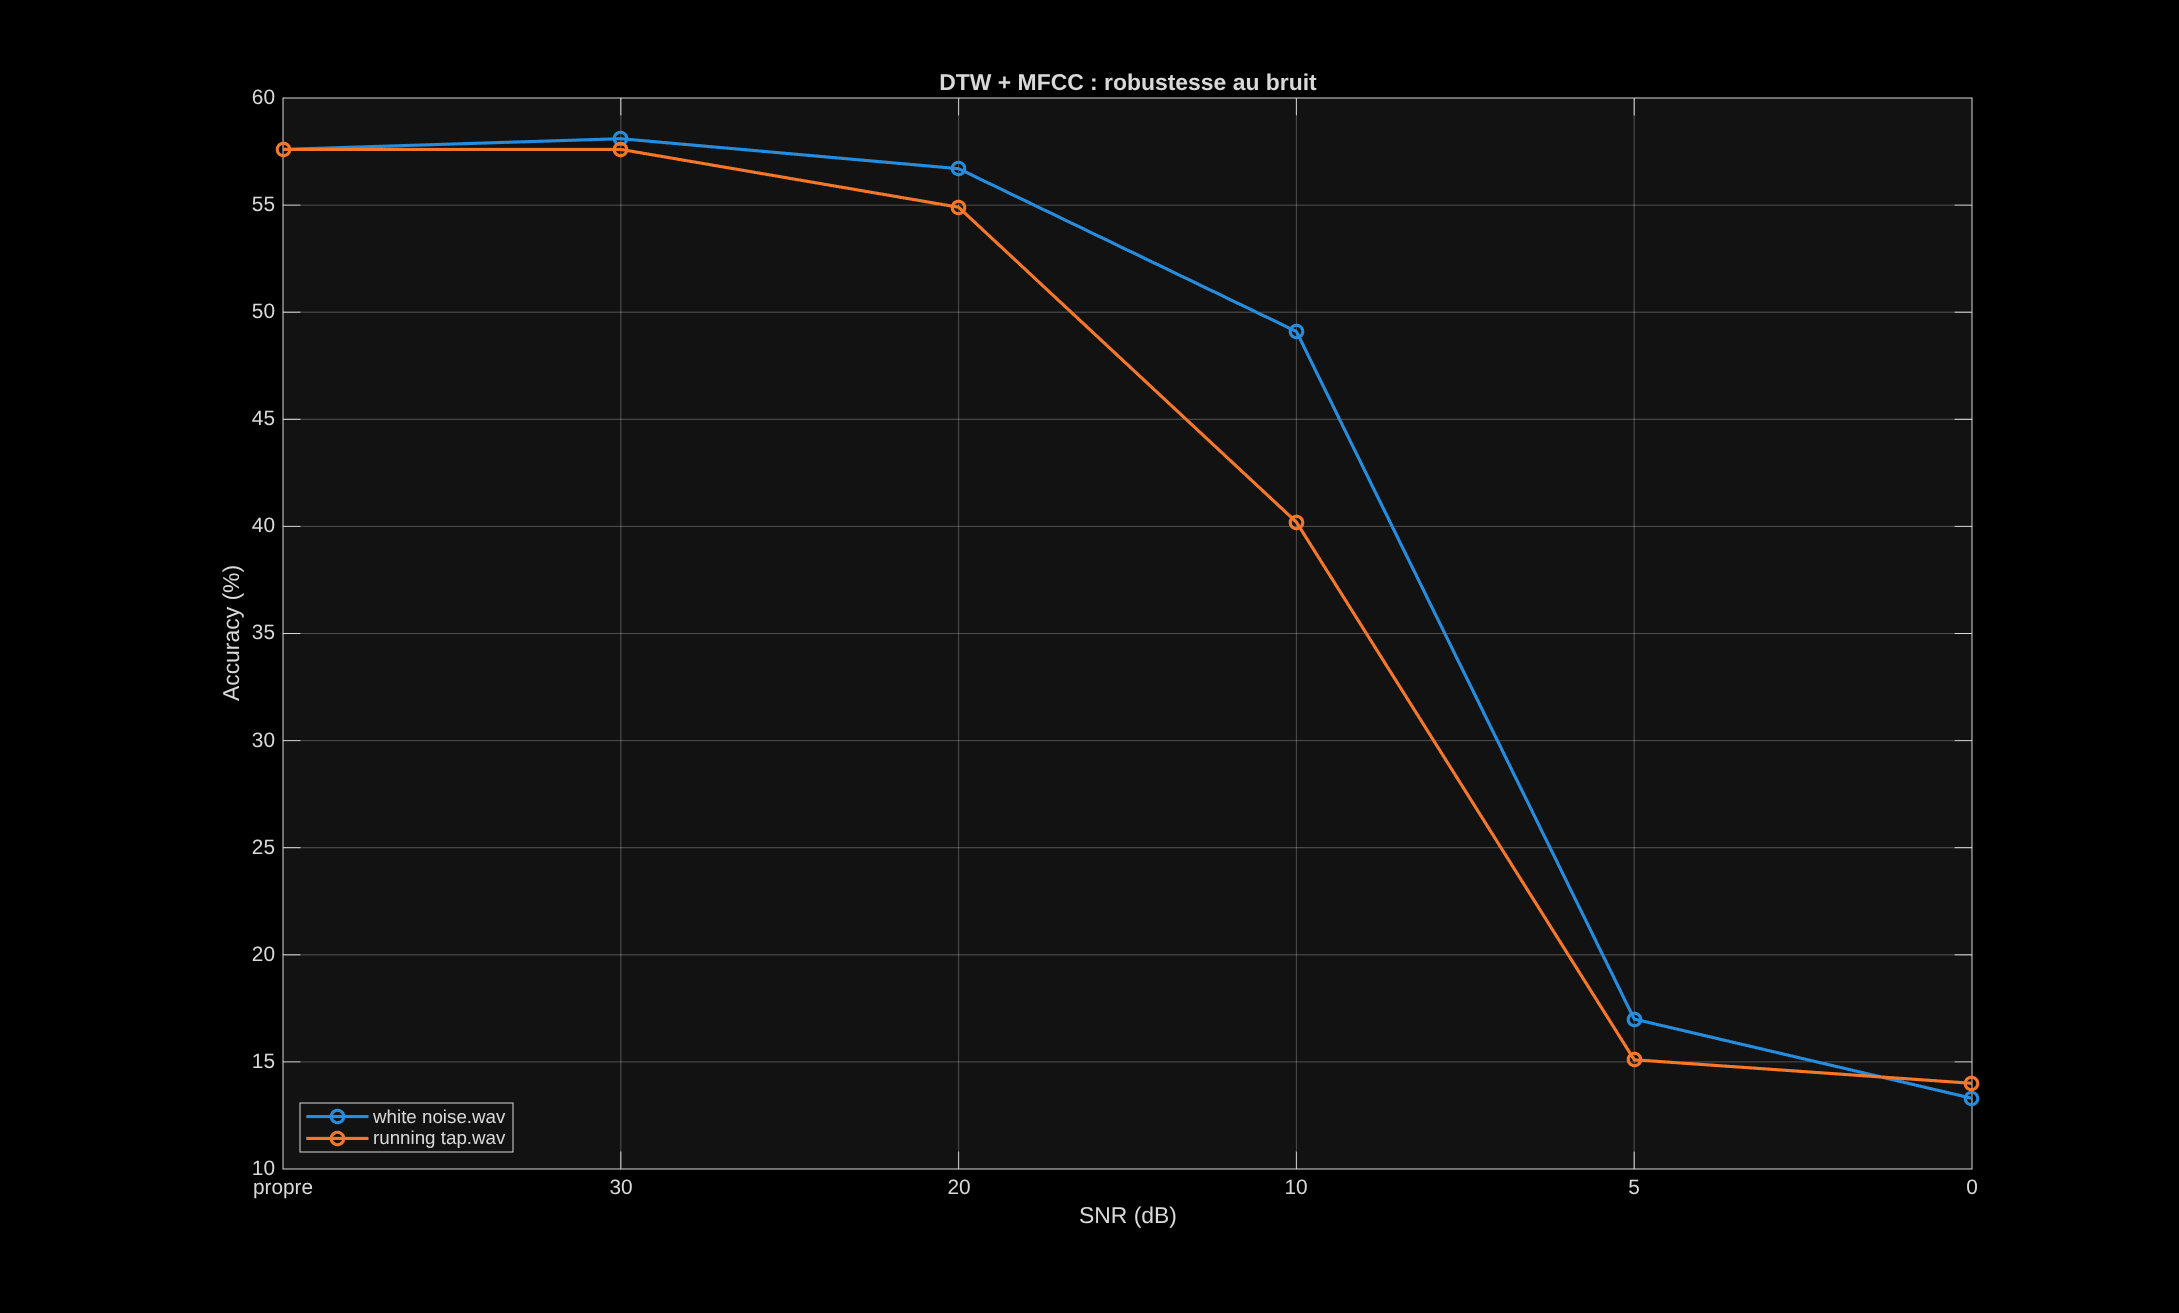 DTW + MFCC : robustesse au bruit
60
55
50
45
40
35
30
25
20
15
10
Accuracy (%)
white noise.wav
running tap.wav
propre 30 20 10 5 0
SNR (dB)